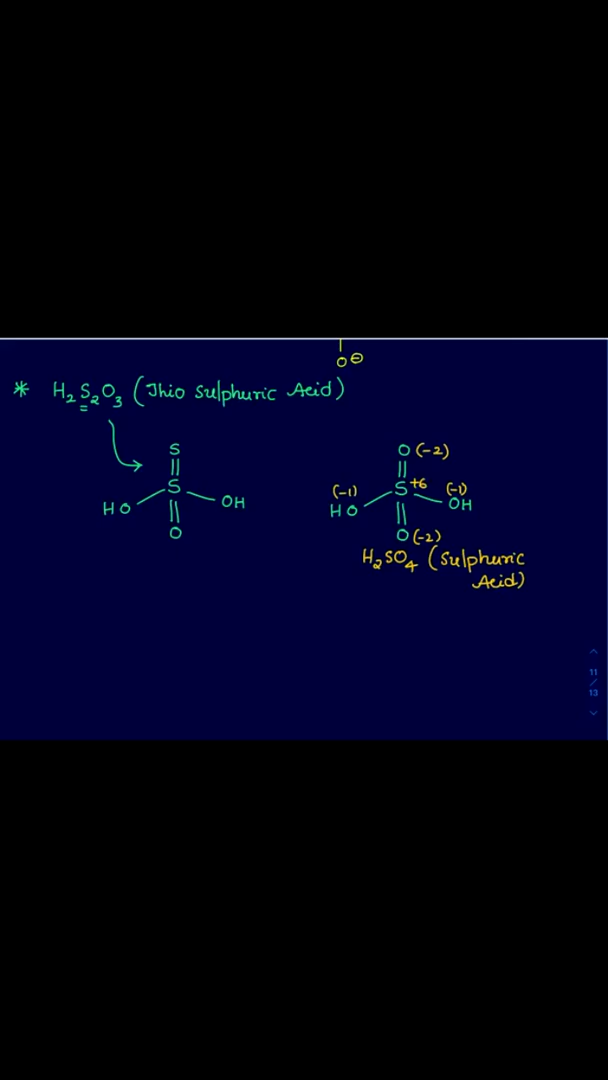 O⊖
* H₂S₂O₃ (Thio Sulphuric Acid)
S O (-2)
S (-1) S +6 (-1)
HO OH HO OH
O O (-2)
H₂SO₄ (Sulphuric
Acid)
11
/
13